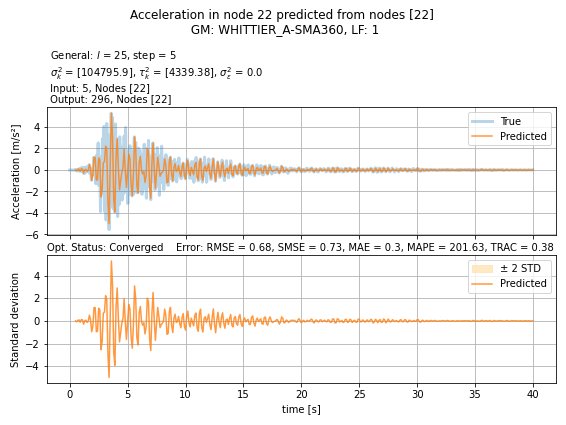 Acceleration in node 22 predicted from nodes [22]
GM: WHITTIER_A-SMA360, LF: 1
General: l = 25, step = 5
σ²ₖ = [104795.9], τ²ₖ = [4339.38], σ²ε = 0.0
Input: 5, Nodes [22]
Output: 296, Nodes [22]
True
Predicted
Acceleration [m/s²]
4
2
0
−2
−4
−6
Opt. Status: Converged Error: RMSE = 0.68, SMSE = 0.73, MAE = 0.3, MAPE = 201.63, TRAC = 0.38
± 2 STD
Predicted
Standard deviation
4
2
0
−2
−4
0 5 10 15 20 25 30 35 40
time [s]